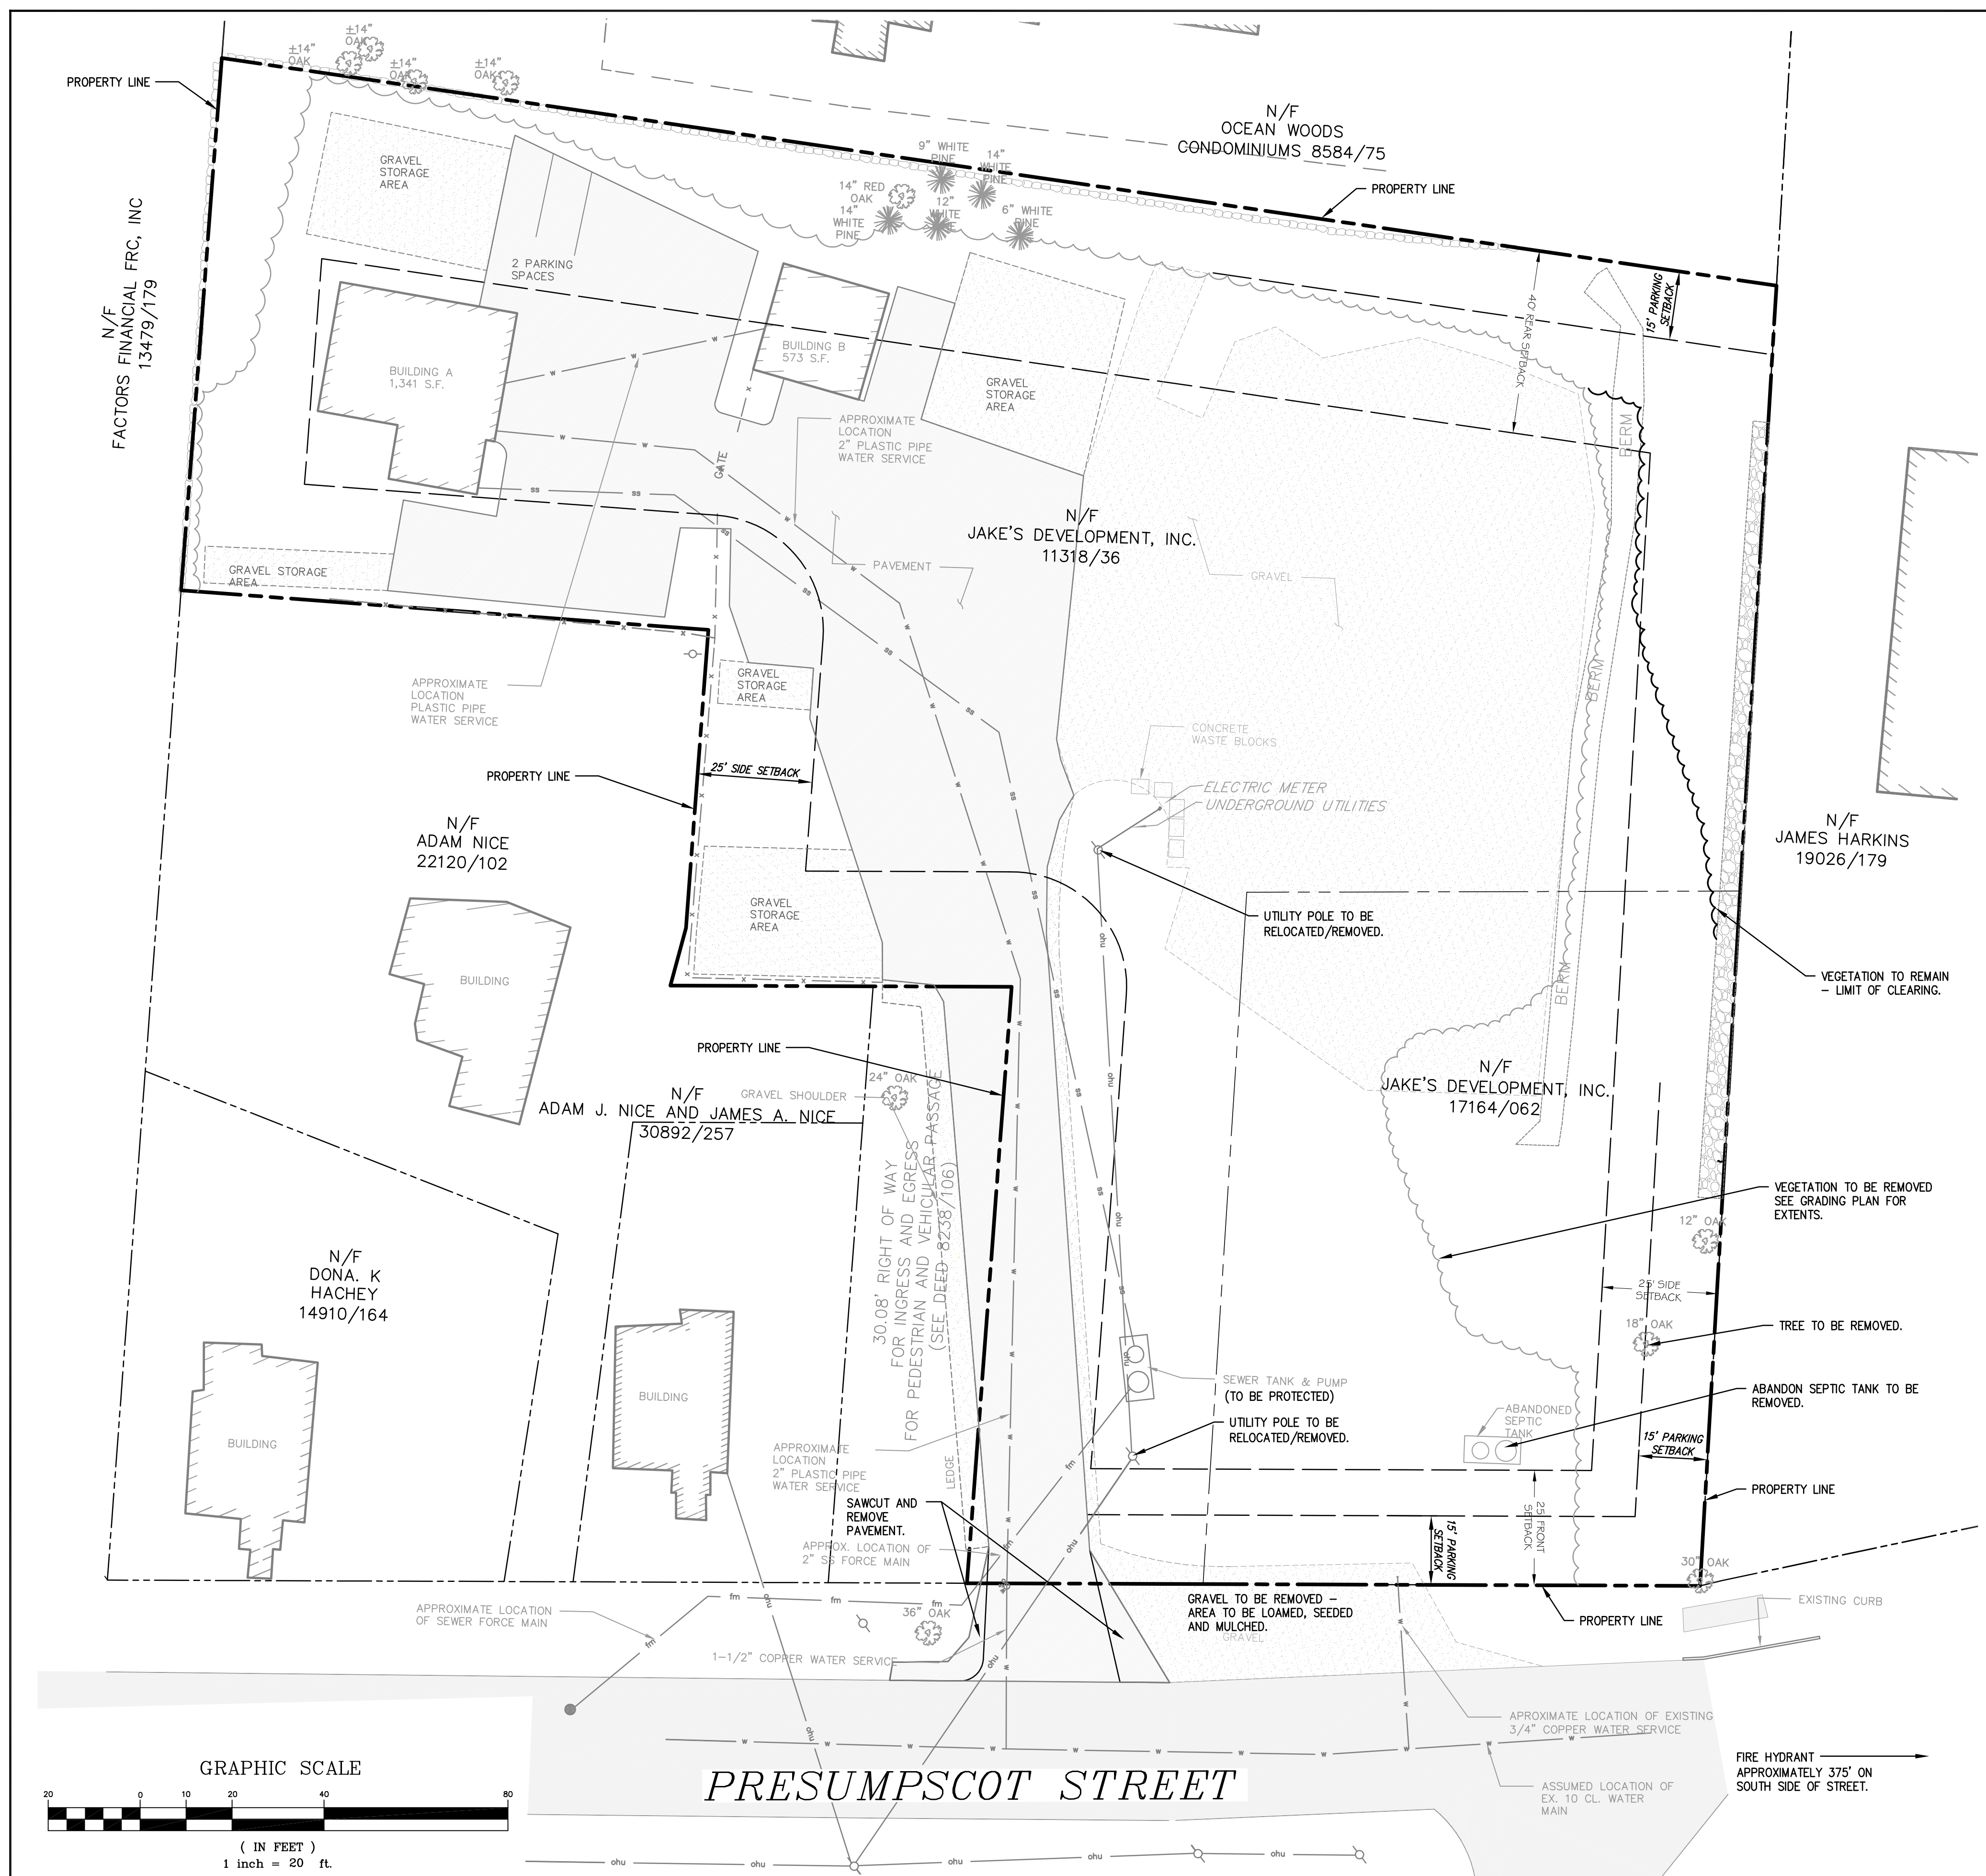 ±14"
OAK
±14"
OAK
±14"
OAK
±14"
OAK
PROPERTY LINE
N/F
OCEAN WOODS
CONDOMINIUMS 8584/75
PROPERTY LINE
9" WHITE
PINE
14"
WHITE
PINE
14" RED
OAK
14"
WHITE
PINE
12"
WHITE
PINE
6" WHITE
PINE
GRAVEL
STORAGE
AREA
2 PARKING
SPACES
N/F
FACTORS FINANCIAL FRC, INC
13479/179
BUILDING A
1,341 S.F.
BUILDING B
573 S.F.
GRAVEL
STORAGE
AREA
40' REAR SETBACK
15' PARKING
SETBACK
BERM
APPROXIMATE
LOCATION
2" PLASTIC PIPE
WATER SERVICE
GATE
N/F
JAKE'S DEVELOPMENT, INC.
11318/36
PAVEMENT
GRAVEL
GRAVEL STORAGE
AREA
APPROXIMATE
LOCATION
PLASTIC PIPE
WATER SERVICE
GRAVEL
STORAGE
AREA
BERM
CONCRETE
WASTE BLOCKS
ELECTRIC METER
UNDERGROUND UTILITIES
PROPERTY LINE
25' SIDE SETBACK
N/F
ADAM NICE
22120/102
N/F
JAMES HARKINS
19026/179
GRAVEL
STORAGE
AREA
UTILITY POLE TO BE
RELOCATED/REMOVED.
BUILDING
BERM
VEGETATION TO REMAIN
- LIMIT OF CLEARING.
PROPERTY LINE
24" OAK
GRAVEL SHOULDER
N/F
ADAM J. NICE AND JAMES A. NICE
30892/257
N/F
JAKE'S DEVELOPMENT, INC.
17164/062
30.08' RIGHT OF WAY
FOR INGRESS AND EGRESS
FOR PEDESTRIAN AND VEHICULAR PASSAGE
(SEE DEED 8238/106)
VEGETATION TO BE REMOVED
SEE GRADING PLAN FOR
EXTENTS.
12" OAK
N/F
DONA. K
HACHEY
14910/164
25' SIDE
SETBACK
18" OAK
TREE TO BE REMOVED.
SEWER TANK & PUMP
(TO BE PROTECTED)
BUILDING
BUILDING
ABANDON SEPTIC TANK TO BE
REMOVED.
ABANDONED
SEPTIC
TANK
UTILITY POLE TO BE
RELOCATED/REMOVED.
15' PARKING
SETBACK
APPROXIMATE
LOCATION
2" PLASTIC PIPE
WATER SERVICE
LEDGE
PROPERTY LINE
SAWCUT AND
REMOVE
PAVEMENT.
15' PARKING
SETBACK
25' FRONT
SETBACK
APPROX. LOCATION OF
2" SS FORCE MAIN
30" OAK
APPROXIMATE LOCATION
OF SEWER FORCE MAIN
36" OAK
GRAVEL TO BE REMOVED -
AREA TO BE LOAMED, SEEDED
AND MULCHED.
GRAVEL
PROPERTY LINE
EXISTING CURB
1-1/2" COPPER WATER SERVICE
APROXIMATE LOCATION OF EXISTING
3/4" COPPER WATER SERVICE
FIRE HYDRANT
APPROXIMATELY 375' ON
SOUTH SIDE OF STREET.
ASSUMED LOCATION OF
EX. 10 CL. WATER
MAIN
PRESUMPSCOT STREET
GRAPHIC SCALE
20 0 10 20 40 80
( IN FEET )
1 inch = 20 ft.